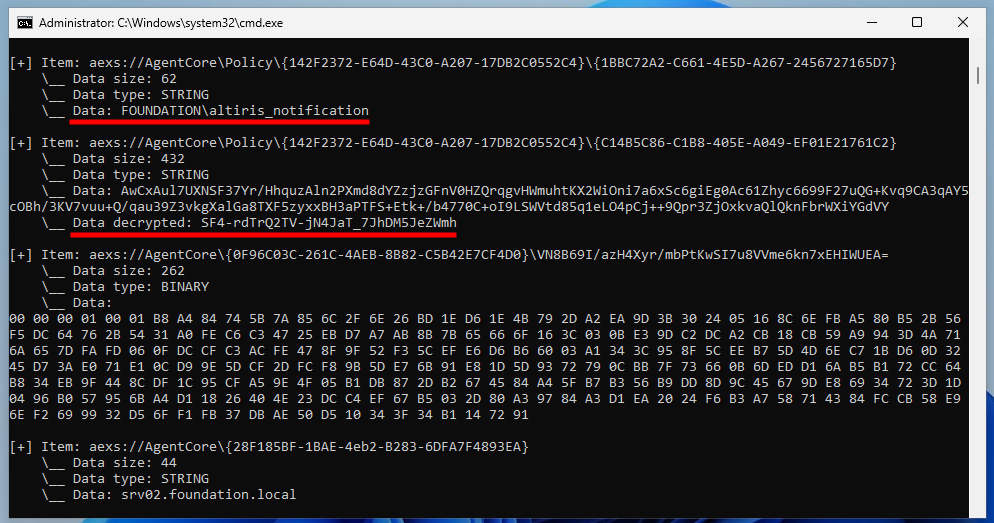 Administrator: C:\Windows\system32\cmd.exe
[+] Item: aexs://AgentCore\Policy\{142F2372-E64D-43C0-A207-17DB2C0552C4}\{1BBC72A2-C661-4E5D-A267-2456727165D7}
\__ Data size: 62
\__ Data type: STRING
\__ Data: FOUNDATION\altiris_notification
[+] Item: aexs://AgentCore\Policy\{142F2372-E64D-43C0-A207-17DB2C0552C4}\{C14B5C86-C1B8-405E-A049-EF01E21761C2}
\__ Data size: 432
\__ Data type: STRING
\__ Data: AwCxAul7UXNSF37Yr/HhquzAln2PXmd8dYZzjzGFnV0HZQrqgvHWmuhtKX2WiOni7a6xSc6giEg0Ac61Zhyc6699F27uQG+Kvq9CA3qAY5
cOBh/3KV7vuu+Q/qau39Z3vkgXalGa8TXF5zyxxBH3aPTFS+Etk+/b4770C+oI9LSWVtd85q1eLO4pCj++9Qpr3ZjOxkvaQlQknFbrWXiYGdVY
\__ Data decrypted: SF4-rdTrQ2TV-jN4JaT_7JhDM5JeZWmh
[+] Item: aexs://AgentCore\{0F96C03C-261C-4AEB-8B82-C5B42E7CF4D0}\VN8B69I/azH4Xyr/mbPtKwSI7u8VVme6kn7xEHIWUEA=
\__ Data size: 262
\__ Data type: BINARY
\__ Data:
00 00 00 01 00 01 B8 A4 84 74 5B 7A 85 6C 2F 6E 26 BD 1E D6 1E 4B 79 2D A2 EA 9D 3B 30 24 05 16 8C 6E FB A5 80 B5 2B 56
F5 DC 64 76 2B 54 31 A0 FE C6 C3 47 25 EB D7 A7 AB 8B 7B 65 66 6F 16 3C 03 0B E3 9D C2 DC A2 CB 18 CB 59 A9 94 3D 4A 71
6A 65 7D FA FD 06 0F DC CF C3 AC FE 47 8F 9F 52 F3 5C EF E6 D6 B6 60 03 A1 34 3C 95 8F 5C EE B7 5D 4D 6E C7 1B D6 0D 32
45 D7 3A E0 71 E1 0C D9 9E 5D CF 2D FC F8 9B 5D E7 6B 91 E8 1D 5D 93 72 79 0C BB 7F 73 66 0B 6D ED D1 6A B5 B1 72 CC 64
B8 34 EB 9F 44 8C DF 1C 95 CF A5 9E 4F 05 B1 DB 87 2D B2 67 45 84 A4 5F B7 B3 56 B9 DD 8D 9C 45 67 9D E8 69 34 72 3D 1D
04 96 B0 57 95 6B A4 D1 18 26 40 4E 23 DC C4 EF 67 B5 03 2D 80 A3 97 84 A3 D1 EA 20 24 F6 B3 A7 58 71 43 84 FC CB 58 E9
6E F2 69 99 32 D5 6F F1 FB 37 DB AE 50 D5 10 34 3F 34 B1 14 72 91
[+] Item: aexs://AgentCore\{28F185BF-1BAE-4eb2-B283-6DFA7F4893EA}
\__ Data size: 44
\__ Data type: STRING
\__ Data: srv02.foundation.local